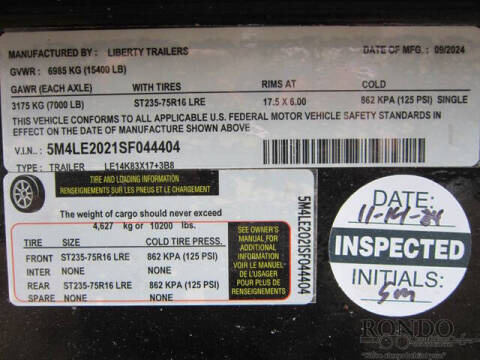 MANUFACTURED BY : LIBERTY TRAILERS DATE OF MFG : 09/2024
GVWR : 6985 KG (15400 LB)
GAWR (EACH AXLE) WITH TIRES RIMS AT COLD
3175 KG (7000 LB) ST235-75R16 LRE 17.5 X 6.00 862 KPA (125 PSI) SINGLE
THIS VEHICLE CONFORMS TO ALL APPLICABLE U.S. FEDERAL MOTOR VEHICLE SAFETY STANDARDS IN
EFFECT ON THE DATE OF MANUFACTURE SHOWN ABOVE.
V.I.N.: 5M4LE2021SF044404
TYPE : TRAILER LE14K83X17+3B8
TIRE AND LOADING INFORMATION
RENSEIGNEMENTS SUR LES PNEUS ET LE CHARGEMENT
The weight of cargo should never exceed
4,627 kg or 10200 lbs.
TIRE SIZE COLD TIRE PRESS.
FRONT ST235-75R16 LRE 862 KPA (125 PSI)
INTER NONE NONE
REAR ST235-75R16 LRE 862 KPA (125 PSI)
SPARE NONE NONE
SEE OWNER'S
MANUAL FOR
ADDITIONAL
INFORMATION
VOIR LE MANUEL
DE L'USAGER
POUR PLUS DE
RENSEIGNEMENTS
5M4LE2021SF044404
DATE:
11-14-24
INSPECTED
INITIALS:
Sm
RONDO